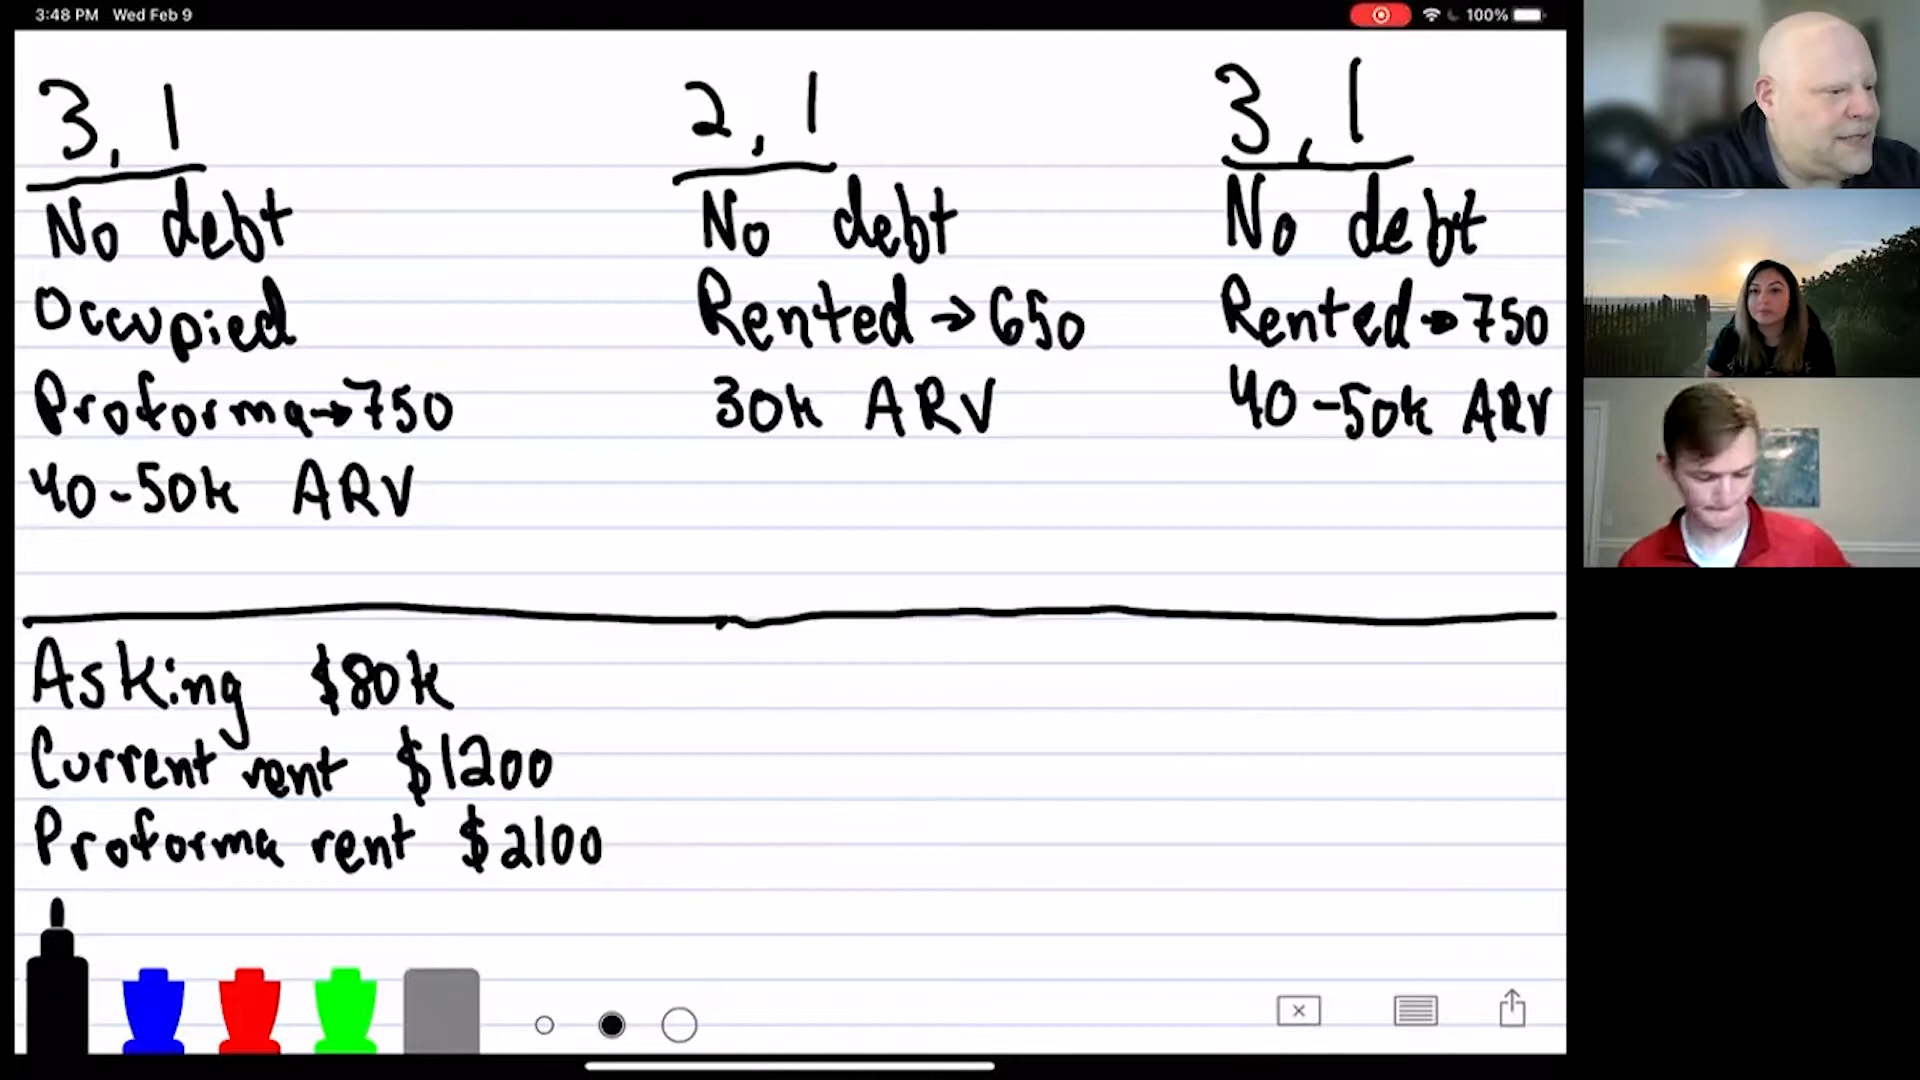 3:48 PM Wed Feb 9
100%
3, 1
No debt
Occupied
Proforma→750
40-50k ARV
2, 1
No debt
Rented →650
30k ARV
3, 1
No debt
Rented→750
40-50k ARV
Asking $80k
Current rent $1200
Proforma rent $2100